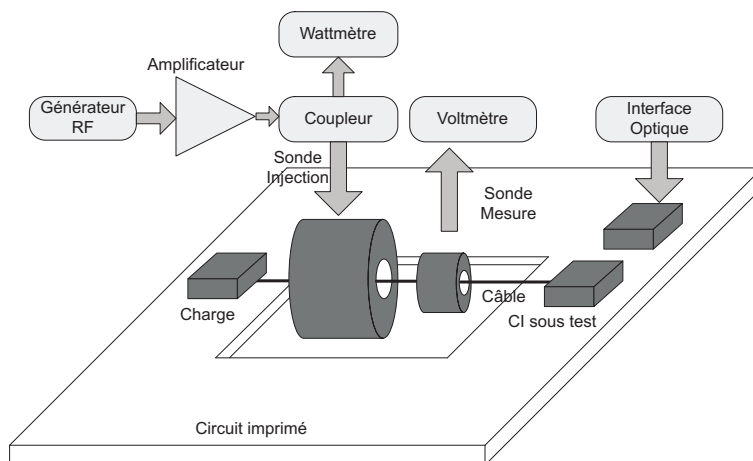 Wattmètre
Amplificateur
Générateur
RF
Coupleur
Voltmètre
Interface
Optique
Sonde
Injection
Sonde
Mesure
Câble
Charge
CI sous test
Circuit imprimé